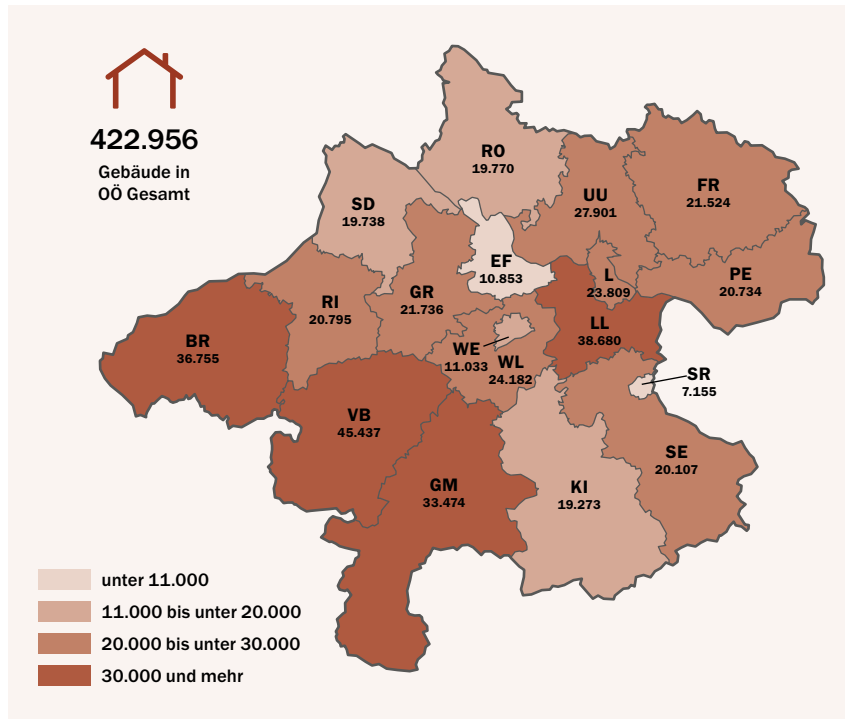 422.956
Gebäude in
OÖ Gesamt
RO
19.770
SD
19.738
UU
27.901
FR
21.524
EF
10.853
L
23.809
PE
20.734
RI
20.795
GR
21.736
BR
36.755
LL
38.680
WE
11.033
WL
24.182
SR
7.155
VB
45.437
SE
20.107
GM
33.474
KI
19.273
unter 11.000
11.000 bis unter 20.000
20.000 bis unter 30.000
30.000 und mehr